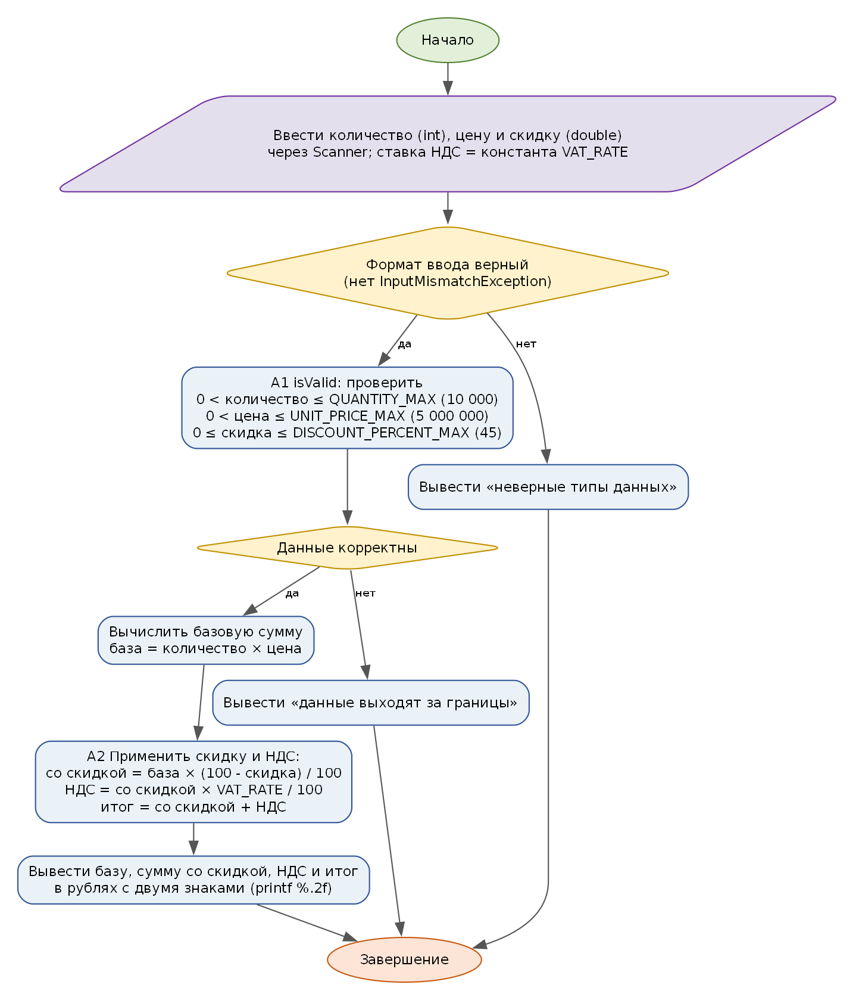 Начало
Ввести количество (int), цену и скидку (double)
через Scanner; ставка НДС = константа VAT_RATE
Формат ввода верный
(нет InputMismatchException)
да
нет
A1 isValid: проверить
0 < количество ≤ QUANTITY_MAX (10 000)
0 < цена ≤ UNIT_PRICE_MAX (5 000 000)
0 ≤ скидка ≤ DISCOUNT_PERCENT_MAX (45)
Вывести «неверные типы данных»
Данные корректны
да
нет
Вычислить базовую сумму
база = количество × цена
Вывести «данные выходят за границы»
A2 Применить скидку и НДС:
со скидкой = база × (100 - скидка) / 100
НДС = со скидкой × VAT_RATE / 100
итог = со скидкой + НДС
Вывести базу, сумму со скидкой, НДС и итог
в рублях с двумя знаками (printf %.2f)
Завершение